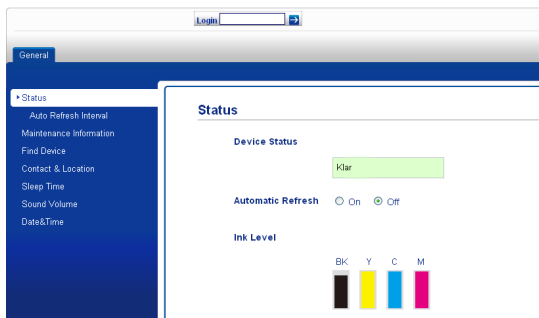 Login
General
Status
Auto Refresh Interval
Maintenance Information
Find Device
Contact & Location
Sleep Time
Sound Volume
Date&Time
Status
Device Status
Klar
Automatic Refresh On Off
Ink Level
BK Y C M